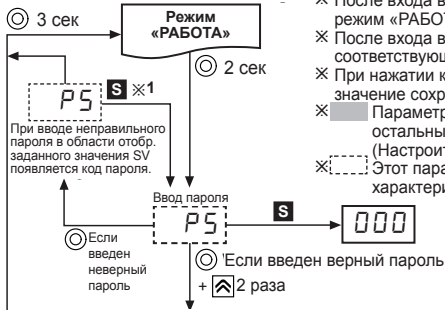 3 сек
Режим
«РАБОТА»
2 сек
PS
S ※1
При вводе неправильного
пароля в области отобр.
заданного значения SV
появляется код пароля.
Ввод пароля
PS
S
000
Если
введен
неверный
пароль
Если введен верный пароль
+ 2 раза
※ После входа в
режим «РАБОТ
※ После входа в
соответствующ
※ При нажатии к
значение сохр
※ Параметр
остальны
(Настроит
※ Этот пара
характери